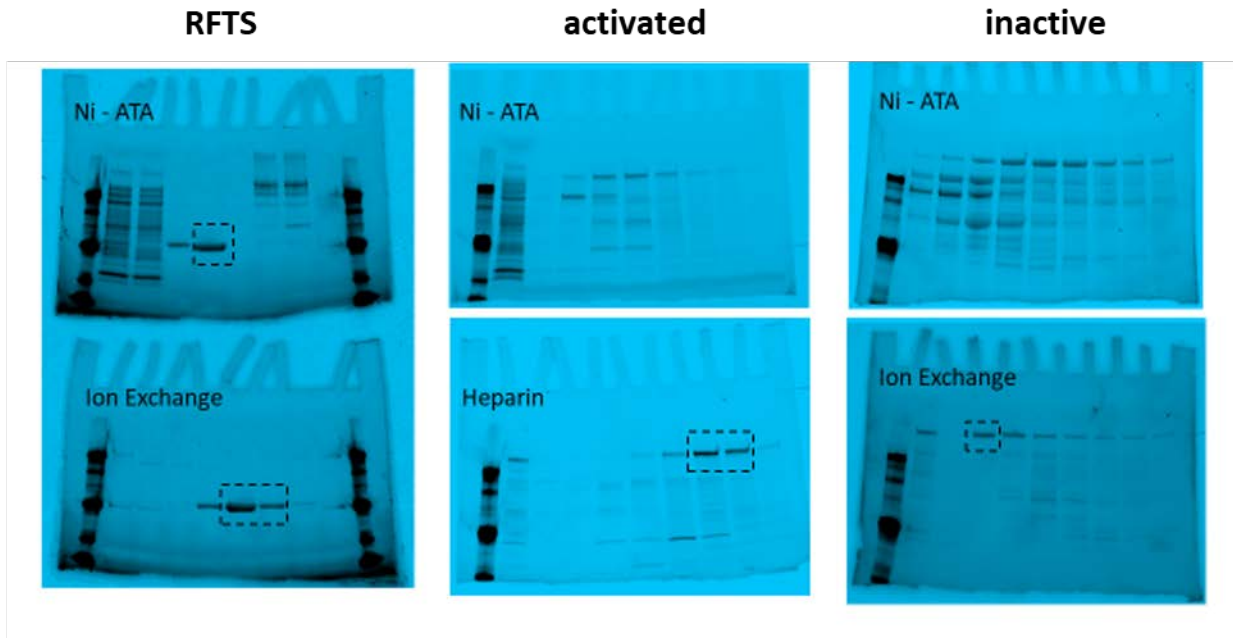 RFTS
activated
inactive
Ni - ATA
Ni - ATA
Ni - ATA
Ion Exchange
Heparin
Ion Exchange